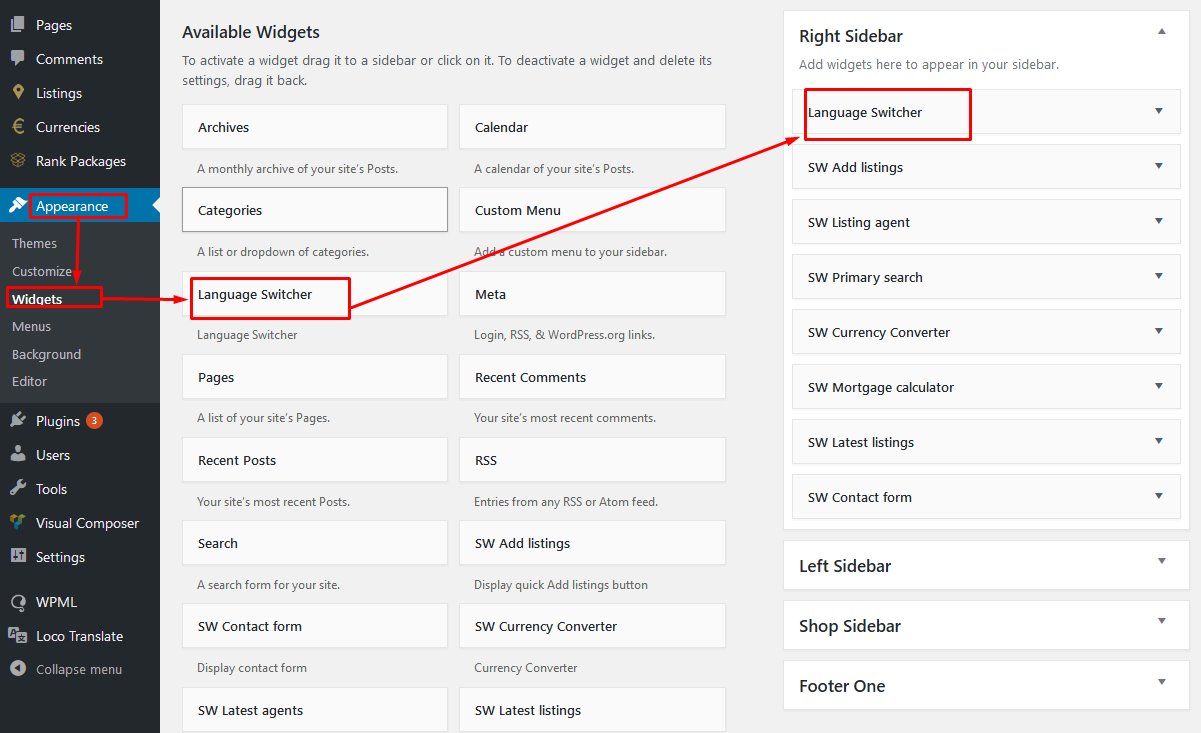 Pages
Comments
Listings
Currencies
Rank Packages
Appearance
Themes
Customize
Widgets
Menus
Background
Editor
Plugins 3
Users
Tools
Visual Composer
Settings
WPML
Loco Translate
Collapse menu
Available Widgets
To activate a widget drag it to a sidebar or click on it. To deactivate a widget and delete its
settings, drag it back.
Archives
A monthly archive of your site's Posts.
Calendar
A calendar of your site's Posts.
Categories
A list or dropdown of categories.
Custom Menu
Add a custom menu to your sidebar.
Language Switcher
Language Switcher
Meta
Login, RSS, & WordPress.org links.
Pages
A list of your site's Pages.
Recent Comments
Your site's most recent comments.
Recent Posts
Your site's most recent Posts.
RSS
Entries from any RSS or Atom feed.
Search
A search form for your site.
SW Add listings
Display quick Add listings button
SW Contact form
Display contact form
SW Currency Converter
Currency Converter
SW Latest agents
SW Latest listings
Right Sidebar
Add widgets here to appear in your sidebar.
Language Switcher
SW Add listings
SW Listing agent
SW Primary search
SW Currency Converter
SW Mortgage calculator
SW Latest listings
SW Contact form
Left Sidebar
Shop Sidebar
Footer One